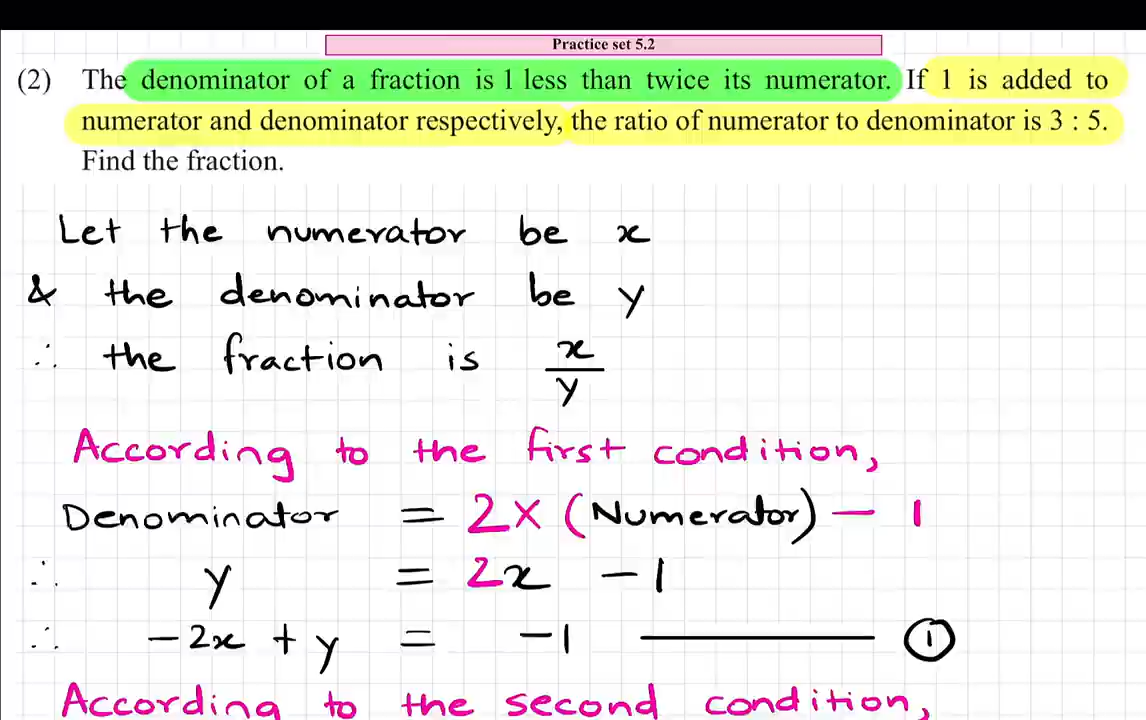 Practice set 5.2
(2) The denominator of a fraction is 1 less than twice its numerator. If 1 is added to
numerator and denominator respectively, the ratio of numerator to denominator is 3 : 5.
Find the fraction.
Let the numerator be x
& the denominator be y
∴ the fraction is x/y
According to the first condition,
Denominator = 2× (Numerator) – 1
∴ y = 2x – 1
∴ –2x + y = –1 ——— ①
According to the second condition,